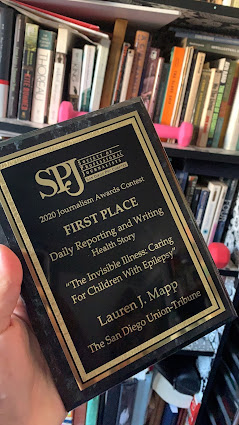 SPJ
SOCIETY OF
PROFESSIONAL
JOURNALISTS
2020 Journalism Awards Contest
FIRST PLACE
Daily Reporting and Writing
Health Story
"The Invisible Illness: Caring
For Children With Epilepsy"
Lauren J. Mapp
The San Diego Union-Tribune